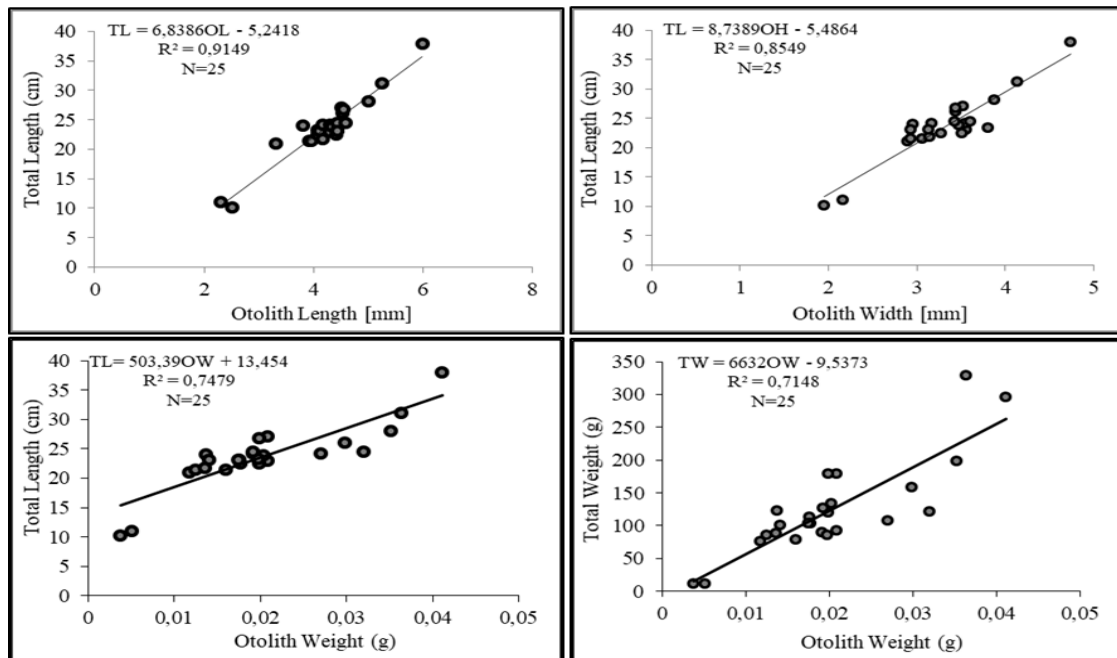 TL = 6,8386OL - 5,2418
R² = 0,9149
N=25
Total Length (cm)
40
35
30
25
20
15
10
5
0
0 2 4 6 8
Otolith Length [mm]
TL = 8,7389OH - 5,4864
R² = 0,8549
N=25
Total Length (cm)
40
35
30
25
20
15
10
5
0
0 1 2 3 4 5
Otolith Width [mm]
TL= 503,39OW + 13,454
R² = 0,7479
N=25
Total Length (cm)
40
35
30
25
20
15
10
5
0
0 0,01 0,02 0,03 0,04 0,05
Otolith Weight (g)
TW = 6632OW - 9,5373
R² = 0,7148
N=25
Total Weight (g)
350
300
250
200
150
100
50
0
0 0,01 0,02 0,03 0,04 0,05
Otolith Weight (g)